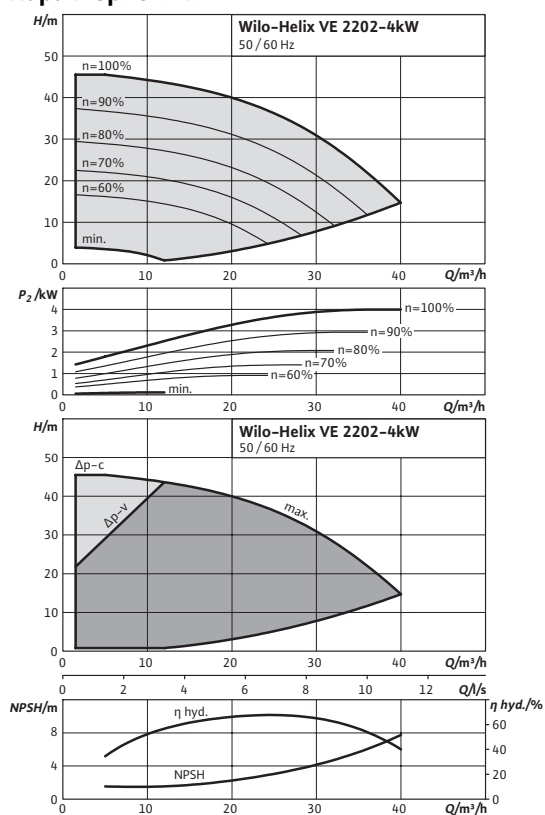 H/m
Wilo-Helix VE 2202-4kW
50 / 60 Hz
50
n=100%
40
n=90%
30
n=80%
n=70%
20
n=60%
10
min.
0
0 10 20 30 40 Q/m³/h
P₂ /kW
4
n=100%
3
n=90%
2
n=80%
n=70%
1
n=60%
min.
0
0 10 20 30 40 Q/m³/h
H/m
Wilo-Helix VE 2202-4kW
50 / 60 Hz
50
Δp-c
40
Δp-v
max.
30
20
10
0
0 10 20 30 40 Q/m³/h
0 2 4 6 8 10 12 Q/l/s
NPSH/m
η hyd./%
η hyd.
8
60
40
4
NPSH
20
0
0
0 10 20 30 40 Q/m³/h